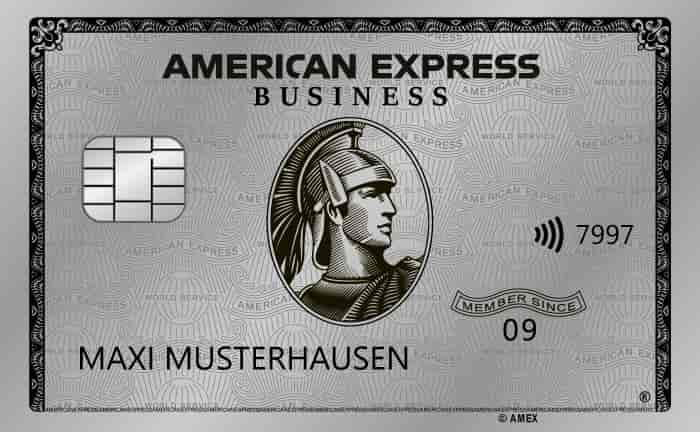 AMERICAN EXPRESS
BUSINESS
7997
MEMBER SINCE
09
MAXI MUSTERHAUSEN
®
© AMEX